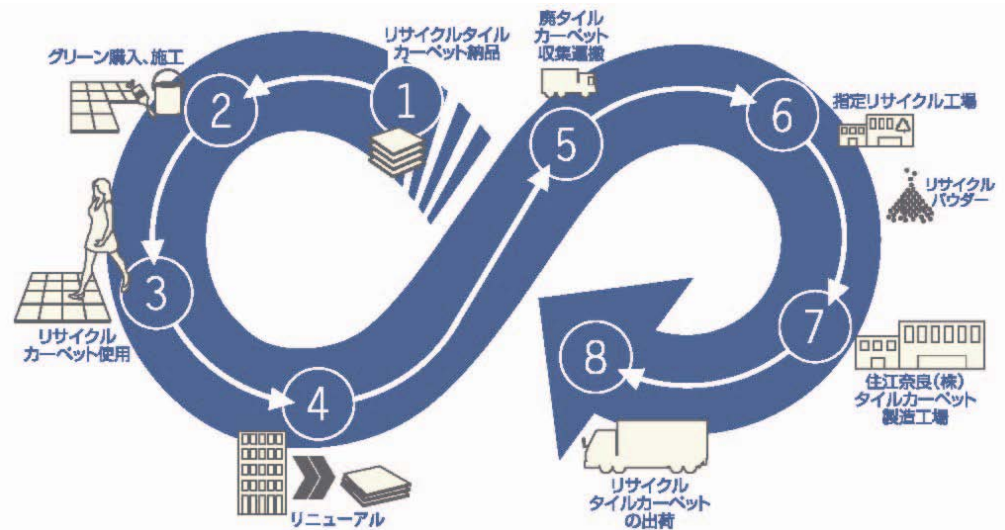 1
リサイクルタイル
カーペット納品
2
グリーン購入、施工
3
リサイクル
カーペット使用
4
リニューアル
5
廃タイル
カーペット
収集運搬
6
指定リサイクル工場
リサイクル
パウダー
7
住江奈良(株)
タイルカーペット
製造工場
8
リサイクル
タイルカーペット
の出荷